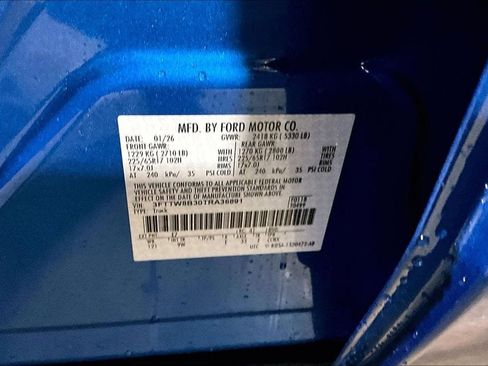 MFD. BY FORD MOTOR CO.
DATE: 01/26 GVWR: 2418 KG ( 5330 LB)
FRONT GAWR: REAR GAWR:
1229 KG ( 2710 LB) WITH 1270 KG ( 2800 LB) WITH
225/65R17 102H TIRES 225/65R17 102H TIRES
17x7.0J RIMS 17x7.0J RIMS
AT 240 kPa/ 35 PSI COLD AT 240 kPa/ 35 PSI COLD
THIS VEHICLE CONFORMS TO ALL APPLICABLE FEDERAL MOTOR
VEHICLE SAFETY AND THEFT PREVENTION STANDARDS IN
EFFECT ON THE DATE OF MANUFACTURE SHOWN ABOVE.
VIN: 3FTTW8B30TRA36891
TYPE: Truck
EXT PNT:
UTC